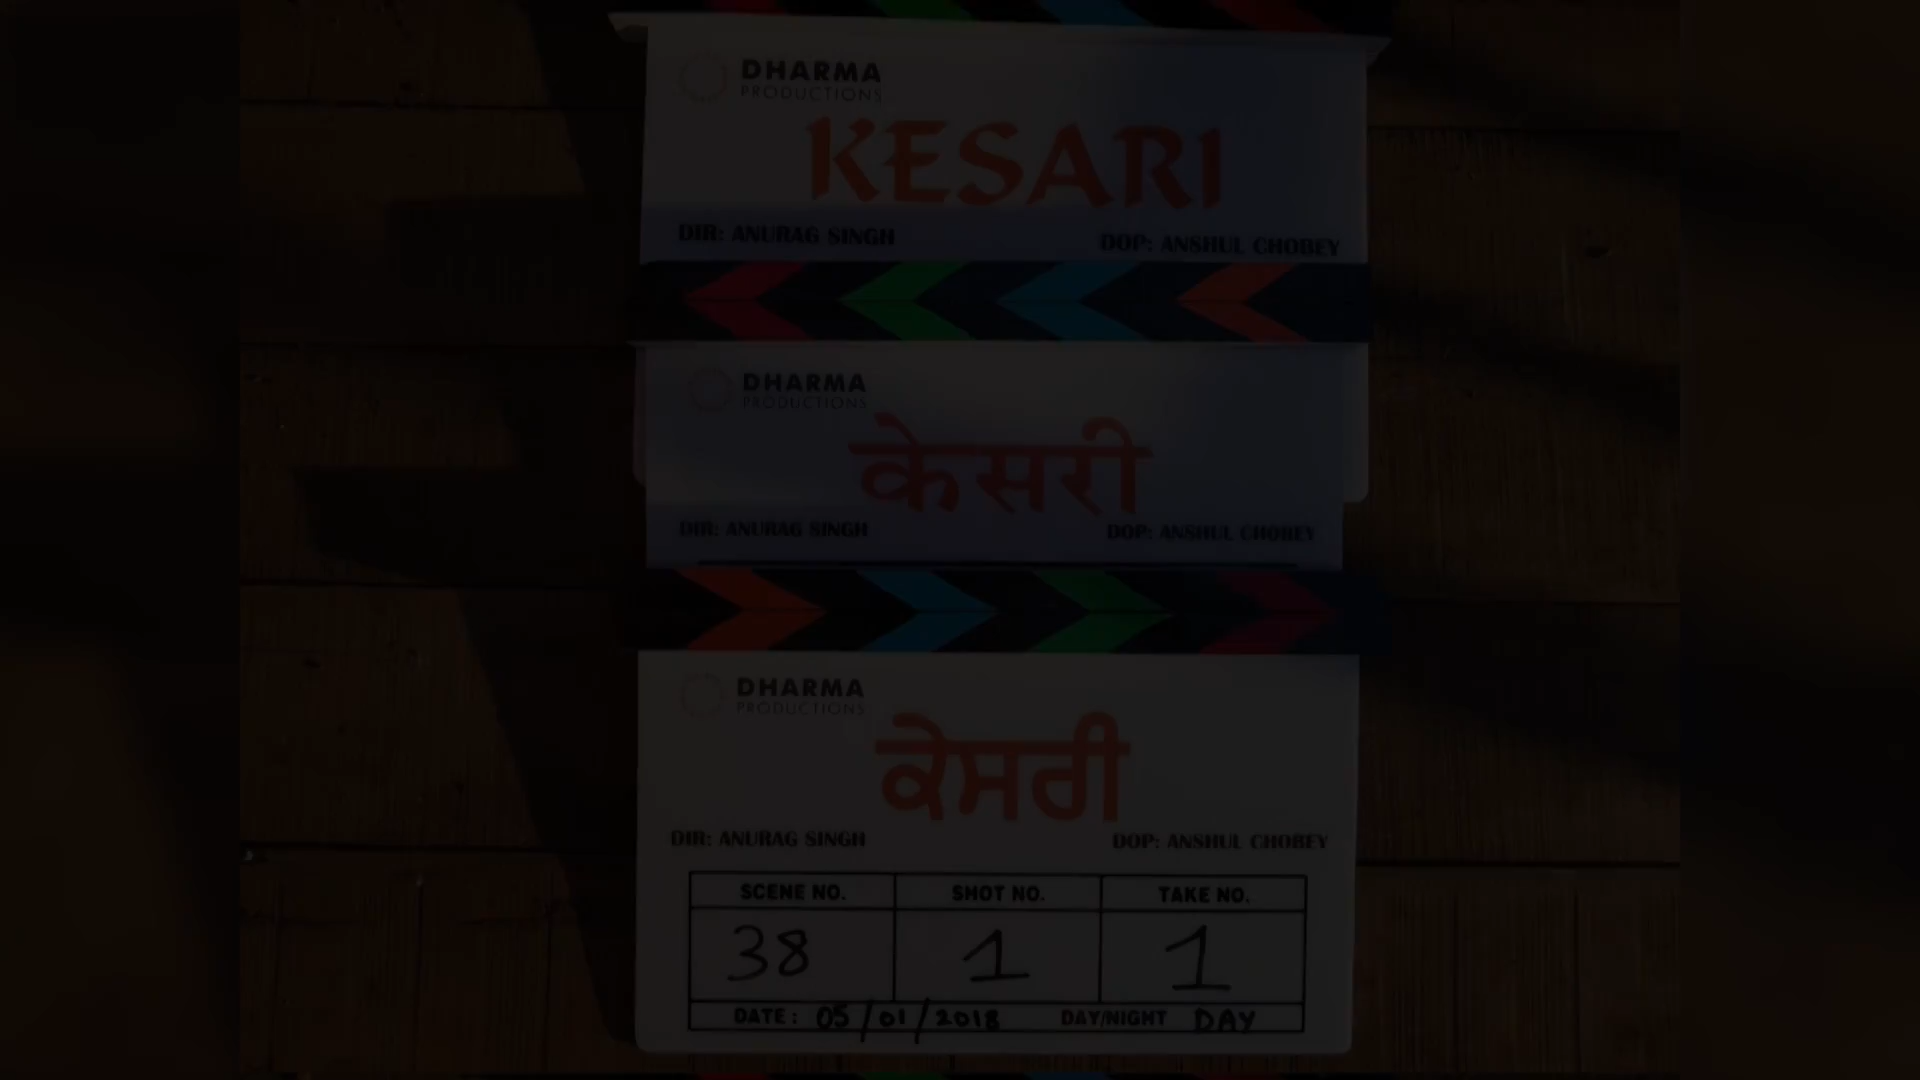 DHARMA
PRODUCTIONS
KESARI
DIR: ANURAG SINGH DOP: ANSHUL CHOBEY
DHARMA
PRODUCTIONS
केसरी
DIR: ANURAG SINGH DOP: ANSHUL CHOBEY
DHARMA
PRODUCTIONS
ਕੇਸਰੀ
DIR: ANURAG SINGH DOP: ANSHUL CHOBEY
SCENE NO. SHOT NO. TAKE NO.
38 1 1
DATE: 05/01/2018 DAY/NIGHT DAY